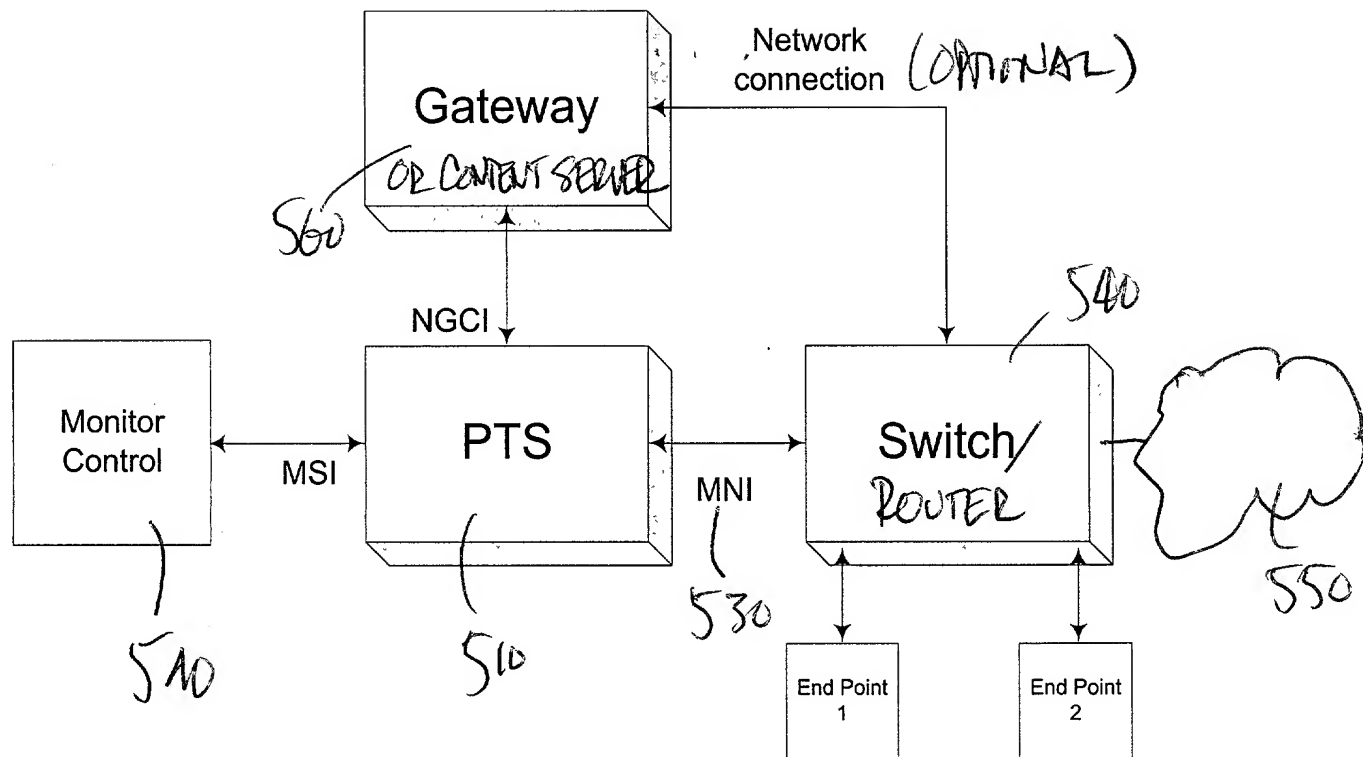 Network
connection (OPTIONAL)
Gateway
OR CONTENT SERVER
560
540
NGCI
Monitor
Control
MSI
PTS
MNI
Switch/
ROUTER
530
550
510
End Point
1
End Point
2